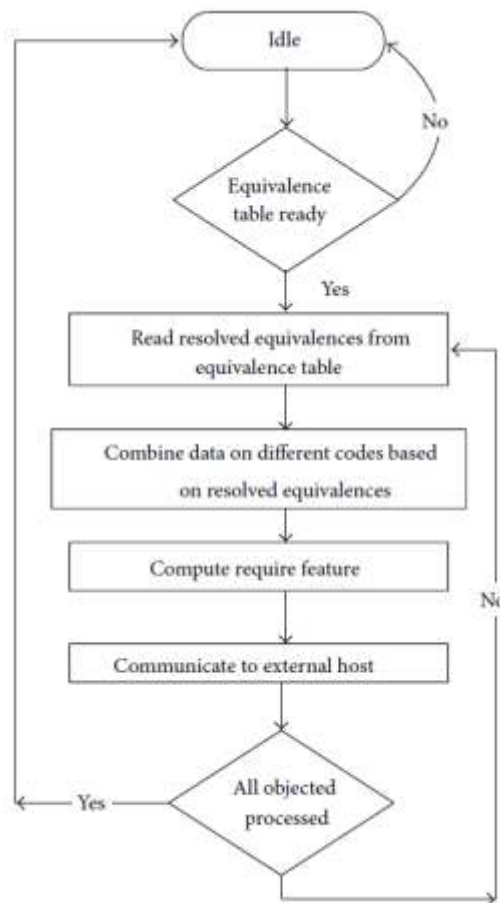 Idle
No
Equivalence
table ready
Yes
Read resolved equivalences from
equivalence table
Combine data on different codes based
on resolved equivalences
Compute require feature
No
Communicate to external host
All objected
processed
Yes